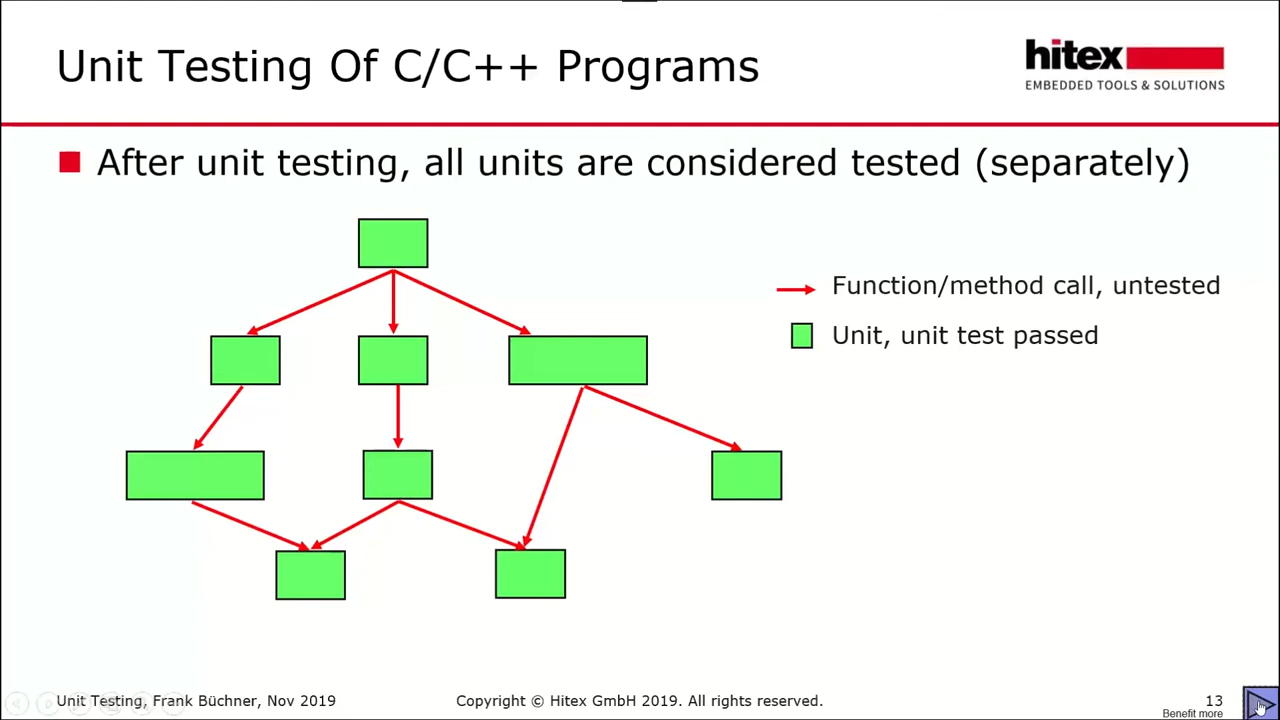 Unit Testing Of C/C++ Programs
hitex
EMBEDDED TOOLS & SOLUTIONS
After unit testing, all units are considered tested (separately)
Function/method call, untested
Unit, unit test passed
Unit Testing, Frank Büchner, Nov 2019
Copyright © Hitex GmbH 2019. All rights reserved.
13
Benefit more